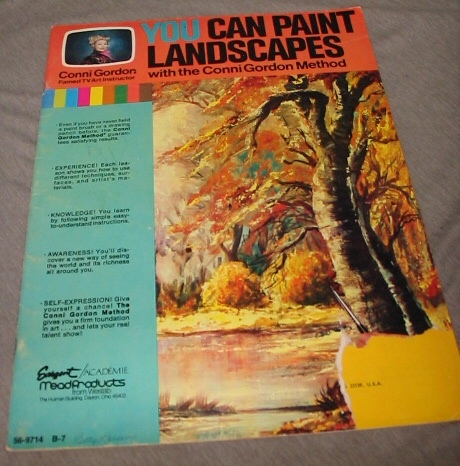 YOU CAN PAINT
LANDSCAPES
with the Conni Gordon Method
Conni Gordon
Famed TV Art Instructor
· Even if you have never held
a paint brush or a drawing
pencil before, the Conni
Gordon Method® guaran-
tees satisfying results.
· EXPERIENCE! Each les-
son shows you how to use
different techniques, sur-
faces, and artist's ma-
terials.
· KNOWLEDGE! You learn
by following simple easy-
to-understand instructions.
· AWARENESS! You'll dis-
cover a new way of seeing
the world and its richness
all around you.
· SELF-EXPRESSION! Give
yourself a chance! The
Conni Gordon Method
gives you a firm foundation
in art . . . and lets your real
talent show!!
Sargent/ACADEMIE
MeadProducts
from Westab
The Hulman Building, Dayton, Ohio 45402
56-9714 B-7
U.S.A.